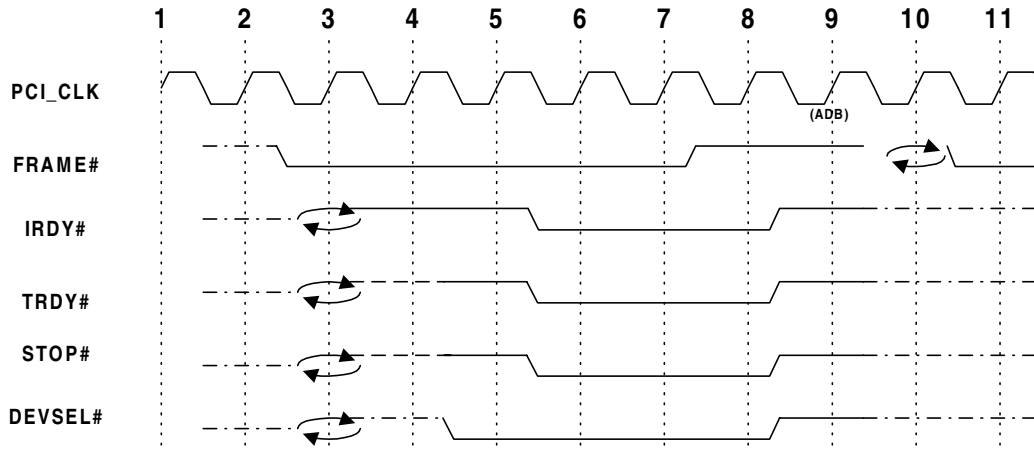 1 2 3 4 5 6 7 8 9 10 11
PCI_CLK
(ADB)
FRAME#
IRDY#
TRDY#
STOP#
DEVSEL#